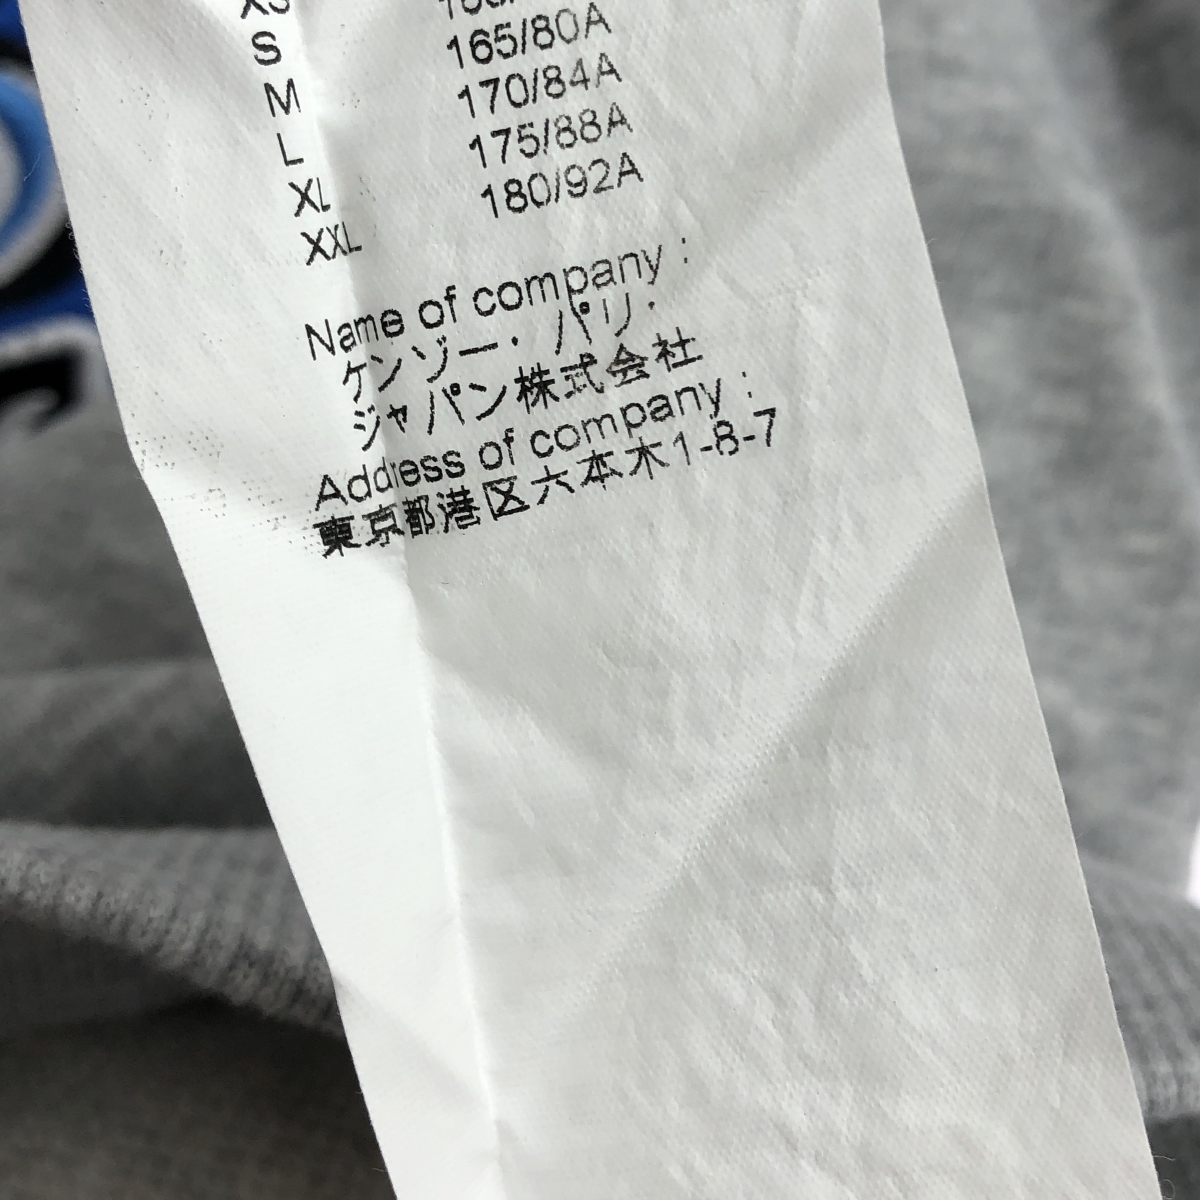 XS
S 165/80A
M 170/84A
L 175/88A
XL 180/92A
XXL
Name of company :
ケンゾー・パリ・
ジャパン株式会社
Address of company :
東京都港区六本木1-8-7